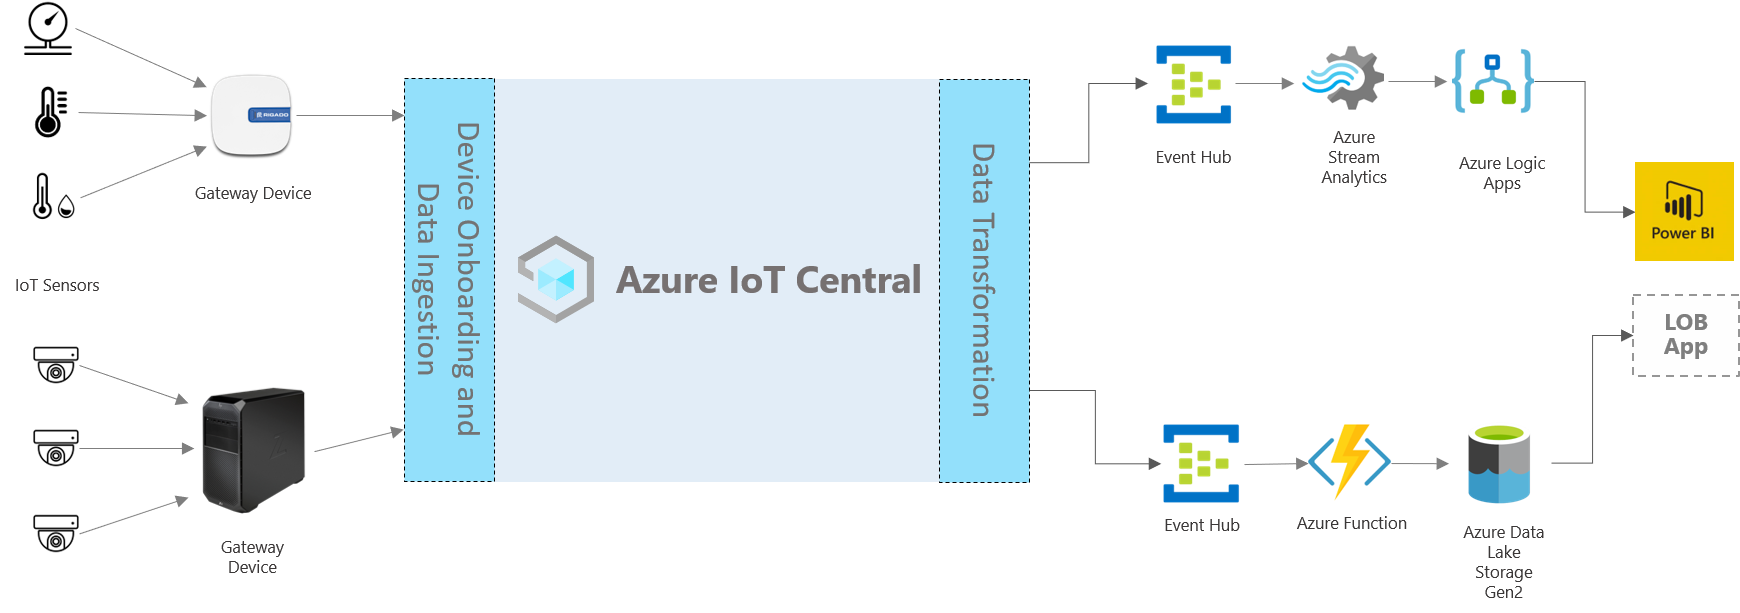 RIGADO
Gateway Device
IoT Sensors
Gateway
Device
Device Onboarding and
Data Ingestion
Azure IoT Central
Data Transformation
Event Hub
Azure
Stream
Analytics
Azure Logic
Apps
Power BI
LOB
App
Event Hub
Azure Function
Azure Data
Lake
Storage
Gen2